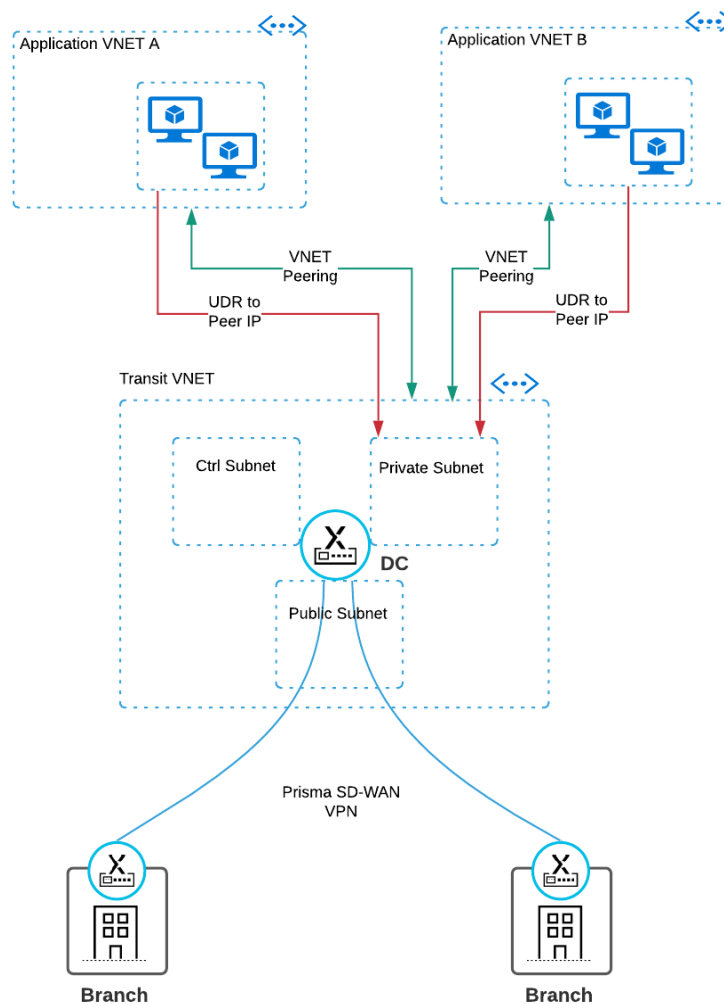 Application VNET A
Application VNET B
VNET
Peering
VNET
Peering
UDR to
Peer IP
UDR to
Peer IP
Transit VNET
Ctrl Subnet
Private Subnet
DC
Public Subnet
Prisma SD-WAN
VPN
Branch
Branch